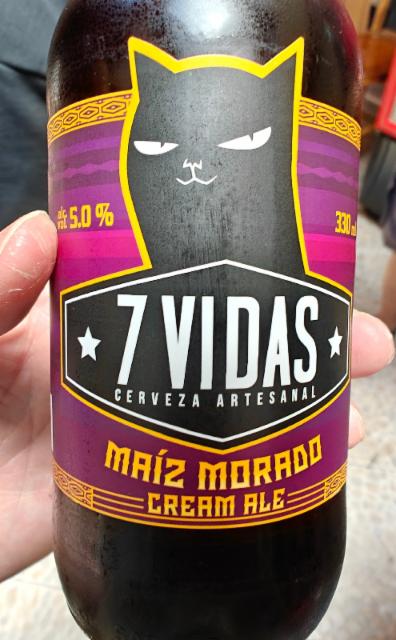 alc. vol. 5.0 %
330 ml
7 VIDAS
CERVEZA ARTESANAL
MAÍZ MORADO
CREAM ALE